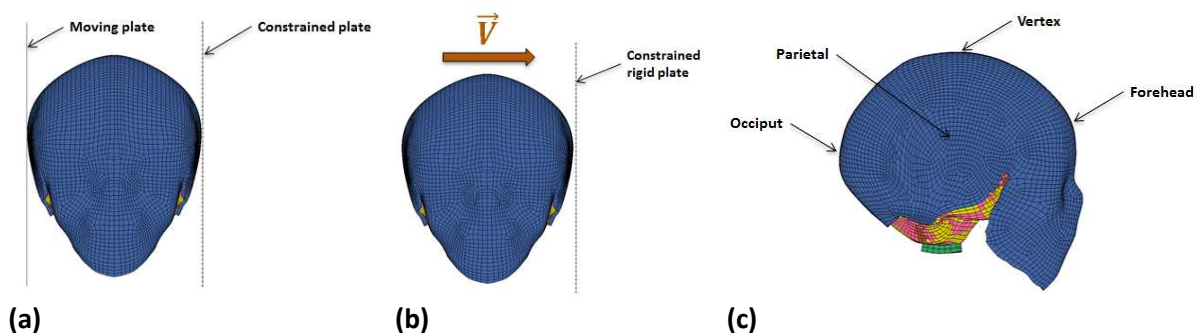 Moving plate
Constrained plate
(a)
V
Constrained
rigid plate
(b)
Vertex
Parietal
Forehead
Occiput
(c)